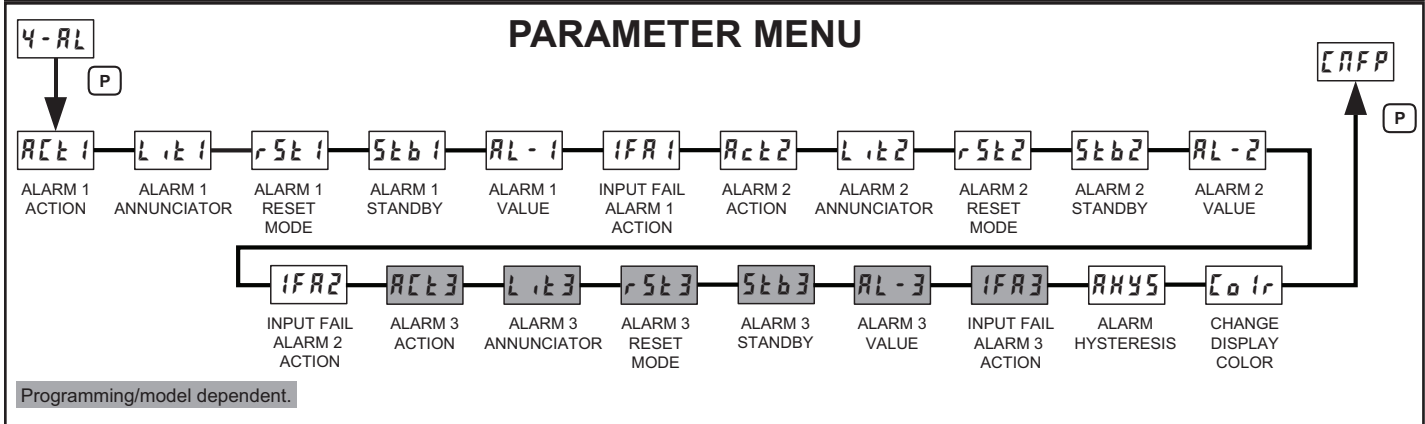 PARAMETER MENU
4-AL
P
CNFP
P
ACt1 Lit1 rSt1 Stb1 AL-1 IFA1 Act2 Lit2 rSt2 Stb2 AL-2
ALARM 1 ACTION
ALARM 1 ANNUNCIATOR
ALARM 1 RESET MODE
ALARM 1 STANDBY
ALARM 1 VALUE
INPUT FAIL ALARM 1 ACTION
ALARM 2 ACTION
ALARM 2 ANNUNCIATOR
ALARM 2 RESET MODE
ALARM 2 STANDBY
ALARM 2 VALUE
IFA2 ACt3 Lit3 rSt3 Stb3 AL-3 IFA3 AHYS Colr
INPUT FAIL ALARM 2 ACTION
ALARM 3 ACTION
ALARM 3 ANNUNCIATOR
ALARM 3 RESET MODE
ALARM 3 STANDBY
ALARM 3 VALUE
INPUT FAIL ALARM 3 ACTION
ALARM HYSTERESIS
CHANGE DISPLAY COLOR
Programming/model dependent.